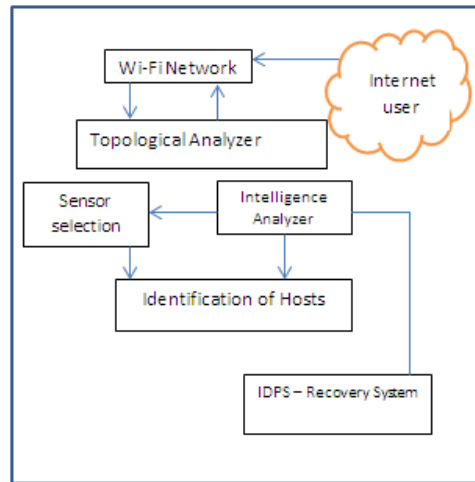 Wi-Fi Network
Internet
user
Topological Analyzer
Sensor
selection
Intelligence
Analyzer
Identification of Hosts
IDPS – Recovery System